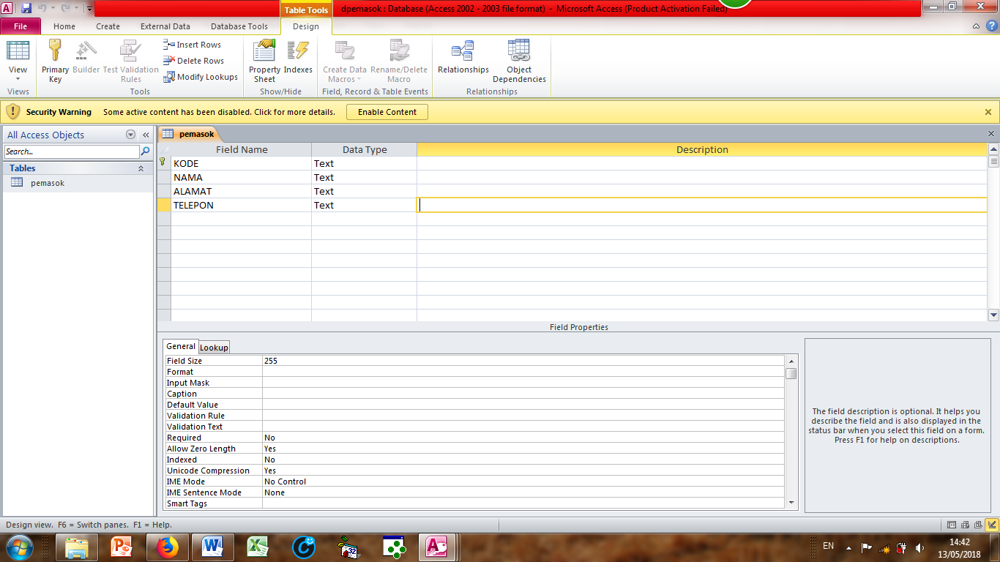 Table Tools
dpemasok : Database (Access 2002 - 2003 file format) - Microsoft Access (Product Activation Failed)
File Home Create External Data Database Tools Design
View
Primary Key
Builder
Test Validation Rules
Insert Rows
Delete Rows
Modify Lookups
Property Sheet
Indexes
Create Data Macros
Rename/Delete Macro
Relationships
Object Dependencies
Views Tools Show/Hide Field, Record & Table Events Relationships
Security Warning Some active content has been disabled. Click for more details. Enable Content
All Access Objects
Search...
Tables
pemasok
pemasok
Field Name Data Type Description
KODE Text
NAMA Text
ALAMAT Text
TELEPON Text
Field Properties
General Lookup
Field Size 255
Format
Input Mask
Caption
Default Value
Validation Rule
Validation Text
Required No
Allow Zero Length Yes
Indexed No
Unicode Compression Yes
IME Mode No Control
IME Sentence Mode None
Smart Tags
The field description is optional. It helps you
describe the field and is also displayed in the
status bar when you select this field on a form.
Press F1 for help on descriptions.
Design view. F6 = Switch panes. F1 = Help.
32
EN
14:42
13/05/2018